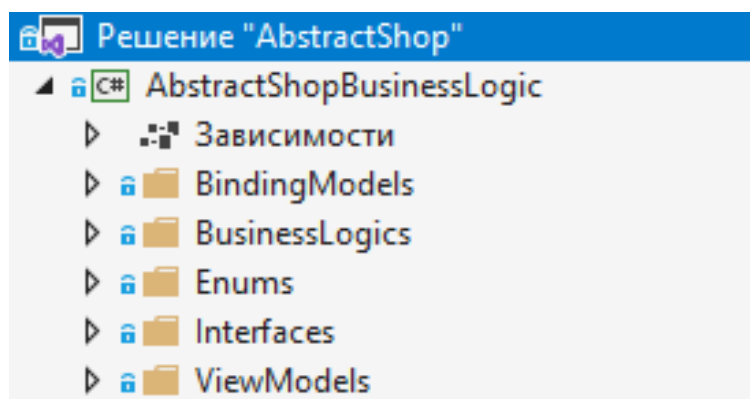 Решение "AbstractShop"
C# AbstractShopBusinessLogic
Зависимости
BindingModels
BusinessLogics
Enums
Interfaces
ViewModels